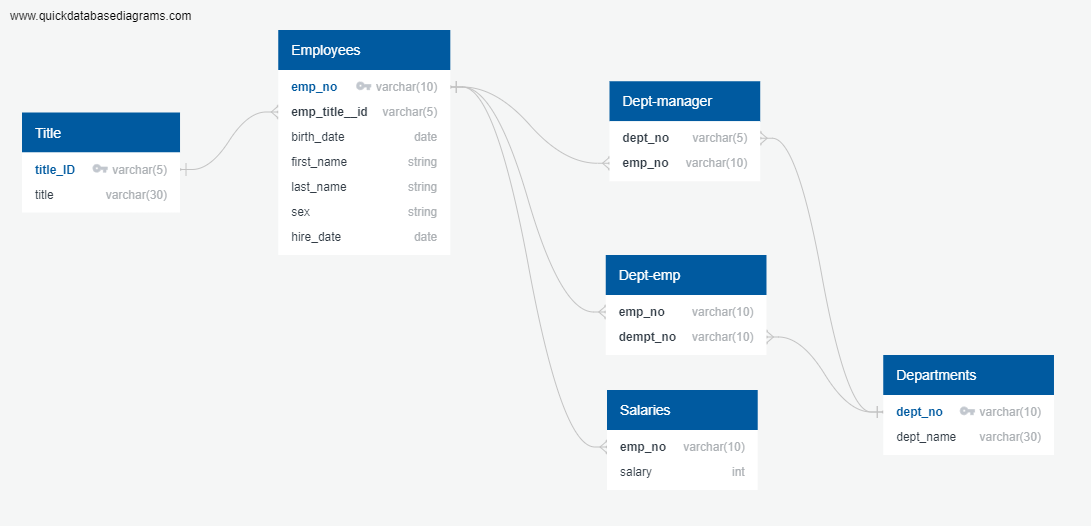 www.quickdatabasediagrams.com
Title
title_ID varchar(5)
title varchar(30)
Employees
emp_no varchar(10)
emp_title__id varchar(5)
birth_date date
first_name string
last_name string
sex string
hire_date date
Dept-manager
dept_no varchar(5)
emp_no varchar(10)
Dept-emp
emp_no varchar(10)
dempt_no varchar(10)
Salaries
emp_no varchar(10)
salary int
Departments
dept_no varchar(10)
dept_name varchar(30)